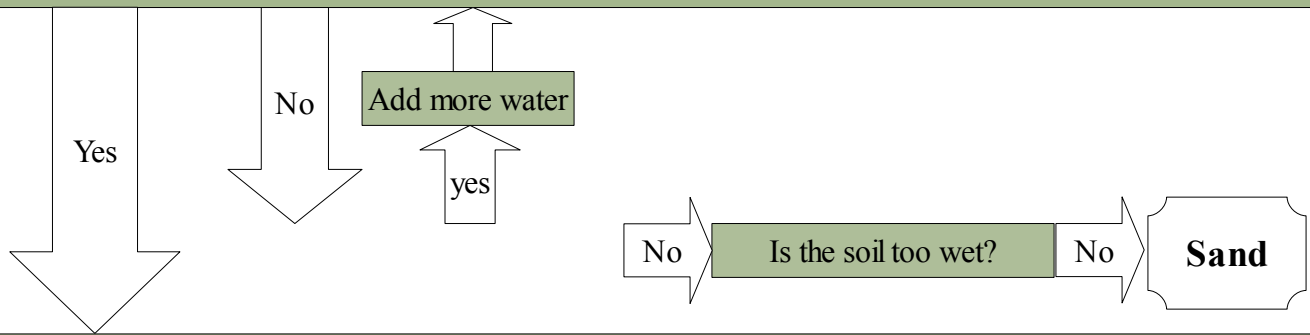 No
Add more water
Yes
yes
No
Is the soil too wet?
No
Sand